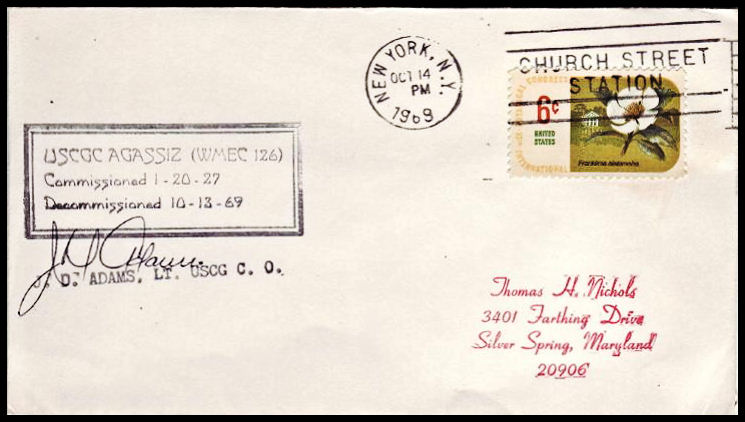 NEW YORK, N.Y.
OCT 14
PM
1969
CHURCH STREET
STATION
6c
UNITED
STATES
Franklinia alatamaha
USCGC AGASSIZ (WMEC 126)
Commissioned 1-20-27
Decommissioned 10-13-69
J. D. ADAMS, LT. USCG C. O.
Thomas H. Nichols
3401 Farthing Drive
Silver Spring, Maryland
20906